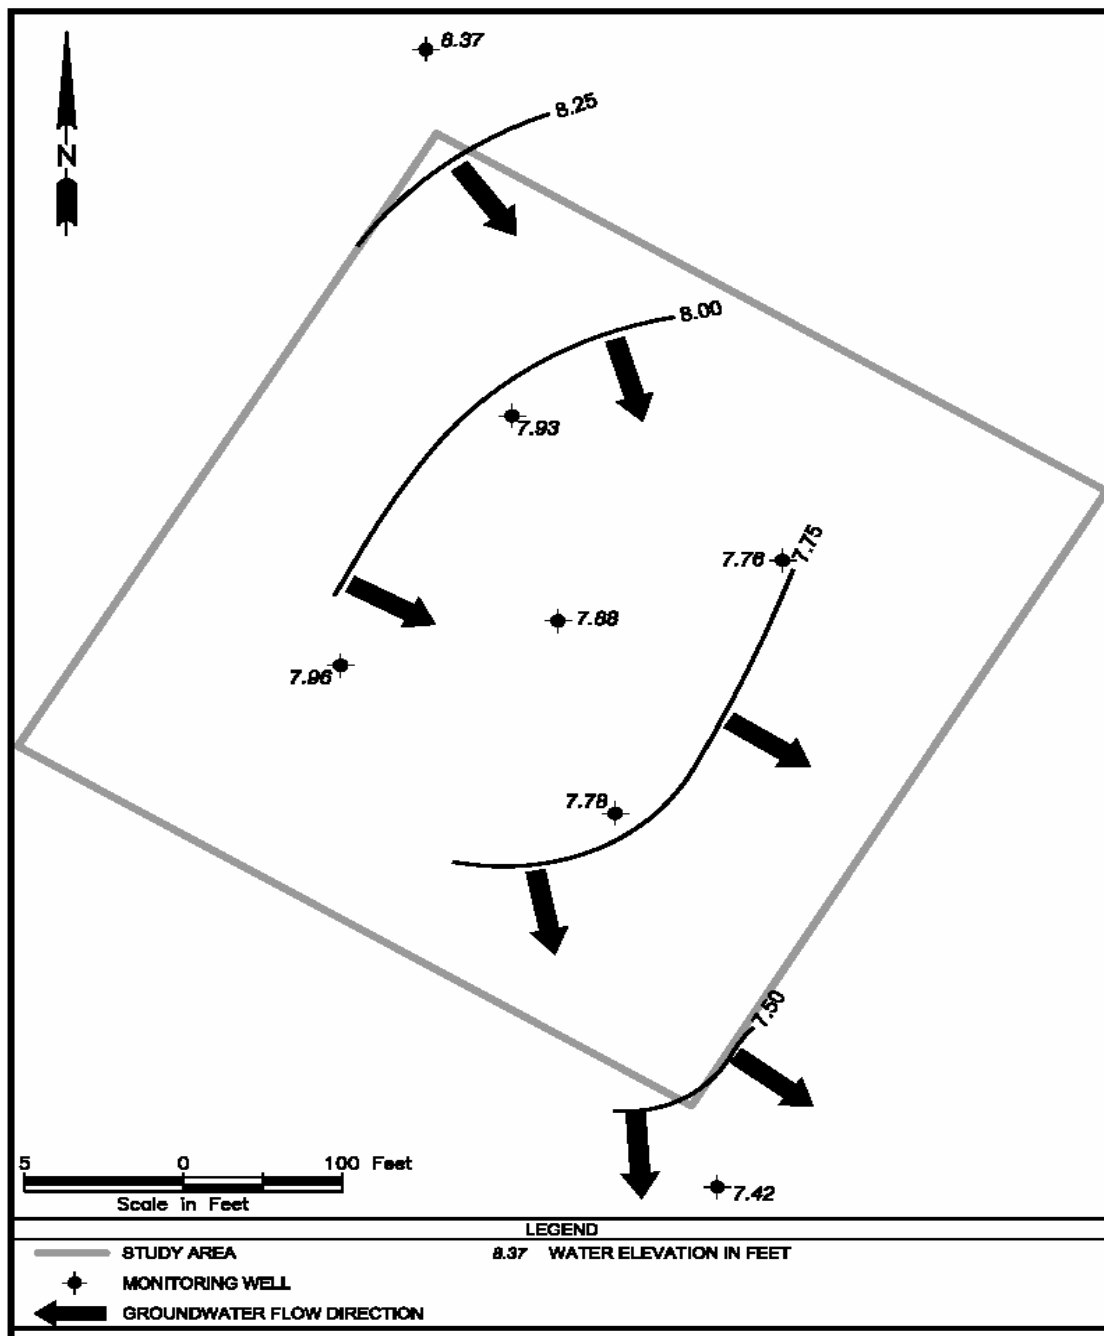 8.37
8.25
N
8.00
7.93
7.75
7.76
7.88
7.96
7.78
7.50
5 0 100 Feet
Scale in Feet
7.42
LEGEND
STUDY AREA
8.37 WATER ELEVATION IN FEET
MONITORING WELL
GROUNDWATER FLOW DIRECTION